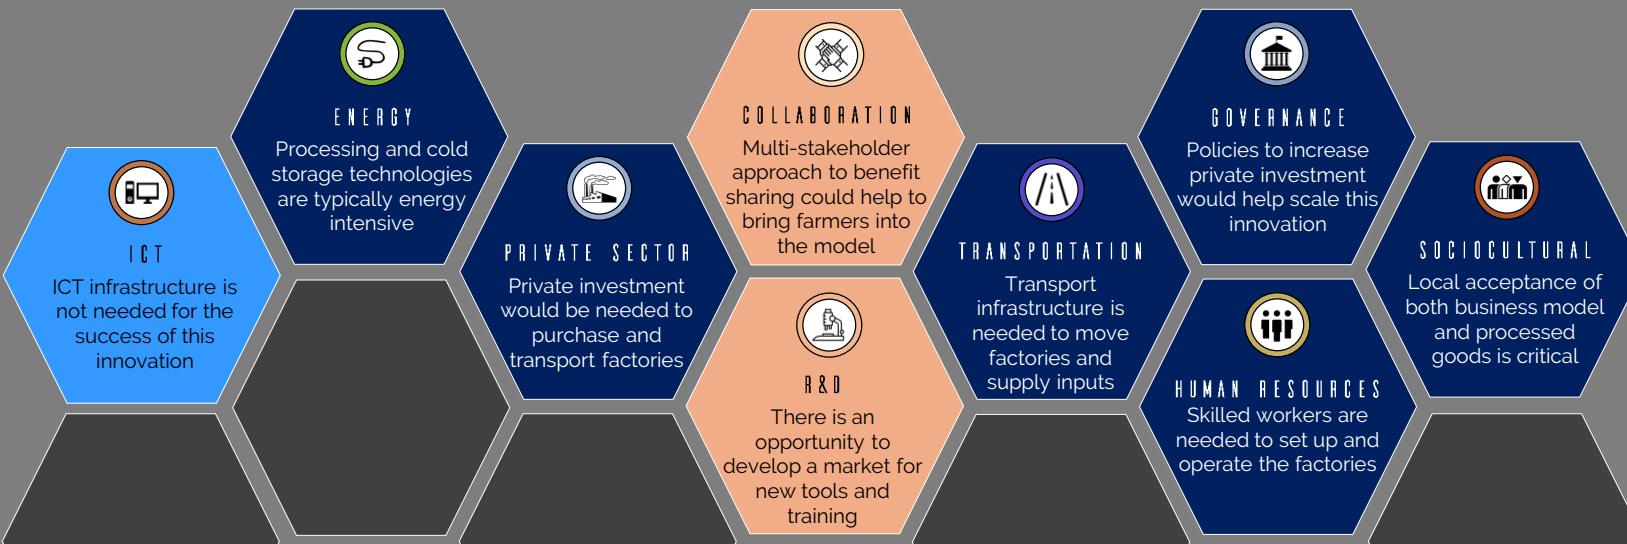 ENERGY
Processing and cold
storage technologies
are typically energy
intensive
COLLABORATION
Multi-stakeholder
approach to benefit
sharing could help to
bring farmers into
the model
GOVERNANCE
Policies to increase
private investment
would help scale this
innovation
ICT
ICT infrastructure is
not needed for the
success of this
innovation
PRIVATE SECTOR
Private investment
would be needed to
purchase and
transport factories
TRANSPORTATION
Transport
infrastructure is
needed to move
factories and
supply inputs
SOCIOCULTURAL
Local acceptance of
both business model
and processed
goods is critical
R&D
There is an
opportunity to
develop a market for
new tools and
training
HUMAN RESOURCES
Skilled workers are
needed to set up and
operate the factories